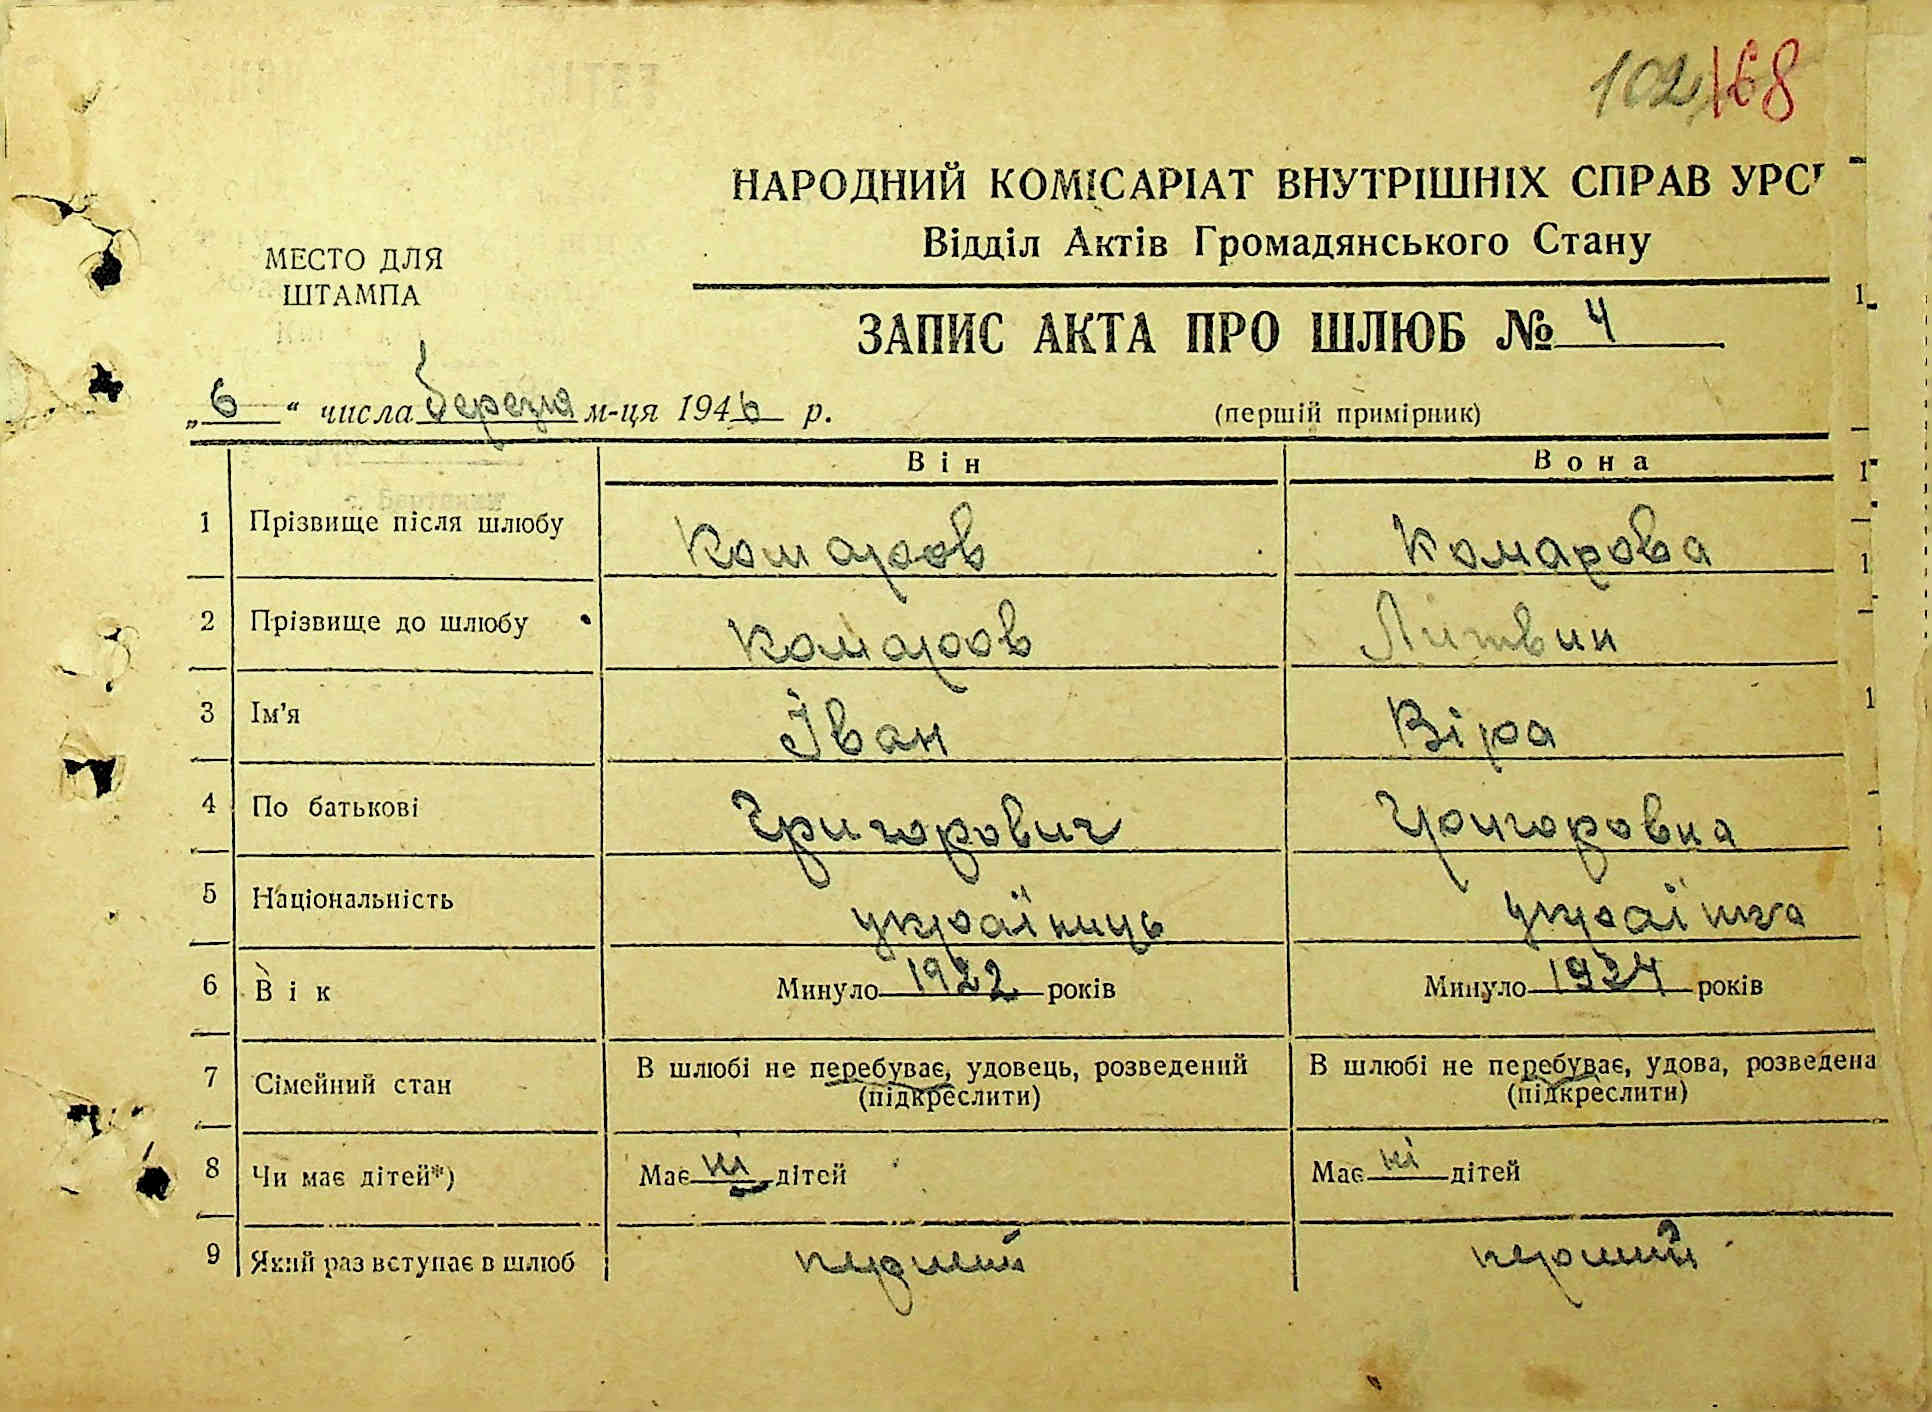 102 168
НАРОДНИЙ КОМІСАРІАТ ВНУТРІШНІХ СПРАВ УРС
Відділ Актів Громадянського Стану
МЕСТО ДЛЯ
ШТАМПА
ЗАПИС АКТА ПРО ШЛЮБ № 4
„6“ числа березня м-ця 1946 р. (першій примірник)
Він Вона
1 Прізвище після шлюбу Комаров Комарова
2 Прізвище до шлюбу Комаров Литвин
3 Ім’я Іван Віра
4 По батькові Григорович Григоровна
5 Національність україниць українка
6 Вік Минуло 1922 років Минуло 1924 років
7 Сімейний стан В шлюбі не перебуває, удовець, розведений В шлюбі не перебуває, удова, розведена
(підкреслити) (підкреслити)
8 Чи має дітей*) Має ні дітей Має ні дітей
9 Який раз вступає в шлюб перший перший